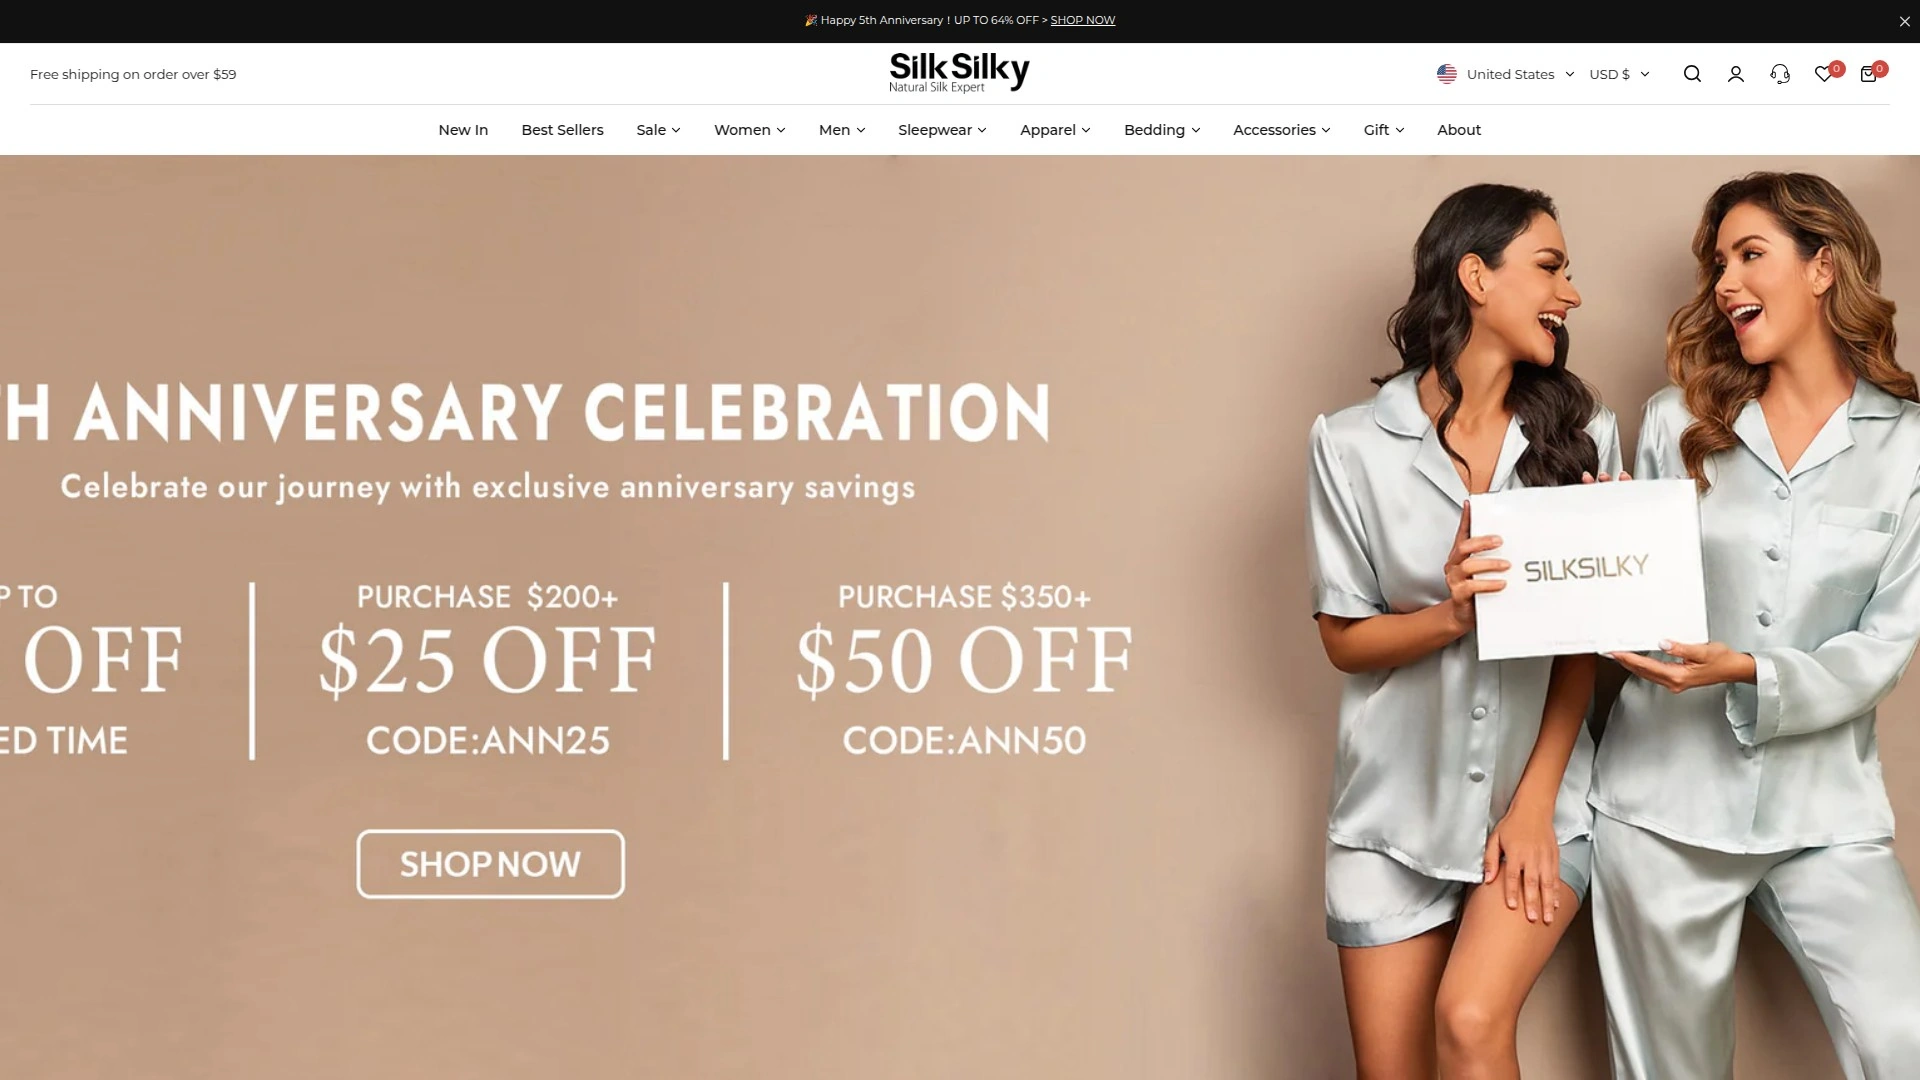 🎉 Happy 5th Anniversary ! UP TO 64% OFF > SHOP NOW
Free shipping on order over $59
SilkSilky
Natural Silk Expert
United States
USD $
0
0
New In
Best Sellers
Sale
Women
Men
Sleepwear
Apparel
Bedding
Accessories
Gift
About
H ANNIVERSARY CELEBRATION
Celebrate our journey with exclusive anniversary savings
P TO
OFF
ED TIME
PURCHASE $200+
$25 OFF
CODE:ANN25
PURCHASE $350+
$50 OFF
CODE:ANN50
SHOP NOW
SILKSILKY